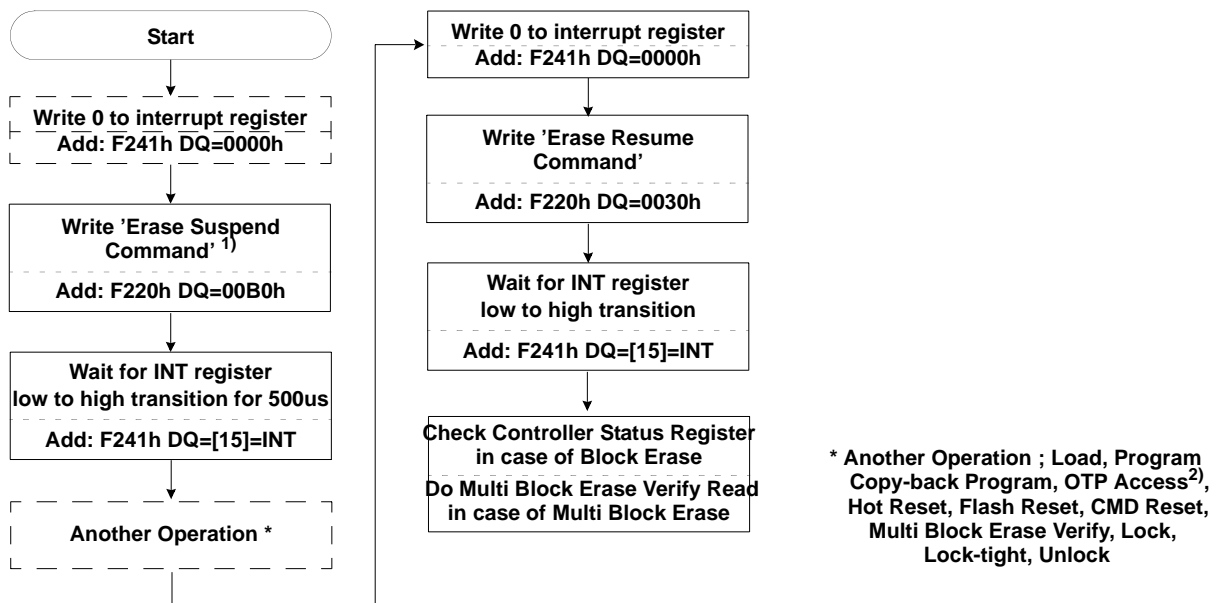 Start
Write 0 to interrupt register
Add: F241h DQ=0000h
Write ’Erase Suspend
Command’ 1)
Add: F220h DQ=00B0h
Wait for INT register
low to high transition for 500us
Add: F241h DQ=[15]=INT
Another Operation *
Write 0 to interrupt register
Add: F241h DQ=0000h
Write ’Erase Resume
Command’
Add: F220h DQ=0030h
Wait for INT register
low to high transition
Add: F241h DQ=[15]=INT
Check Controller Status Register
in case of Block Erase
Do Multi Block Erase Verify Read
in case of Multi Block Erase
* Another Operation ; Load, Program
Copy-back Program, OTP Access2),
Hot Reset, Flash Reset, CMD Reset,
Multi Block Erase Verify, Lock,
Lock-tight, Unlock